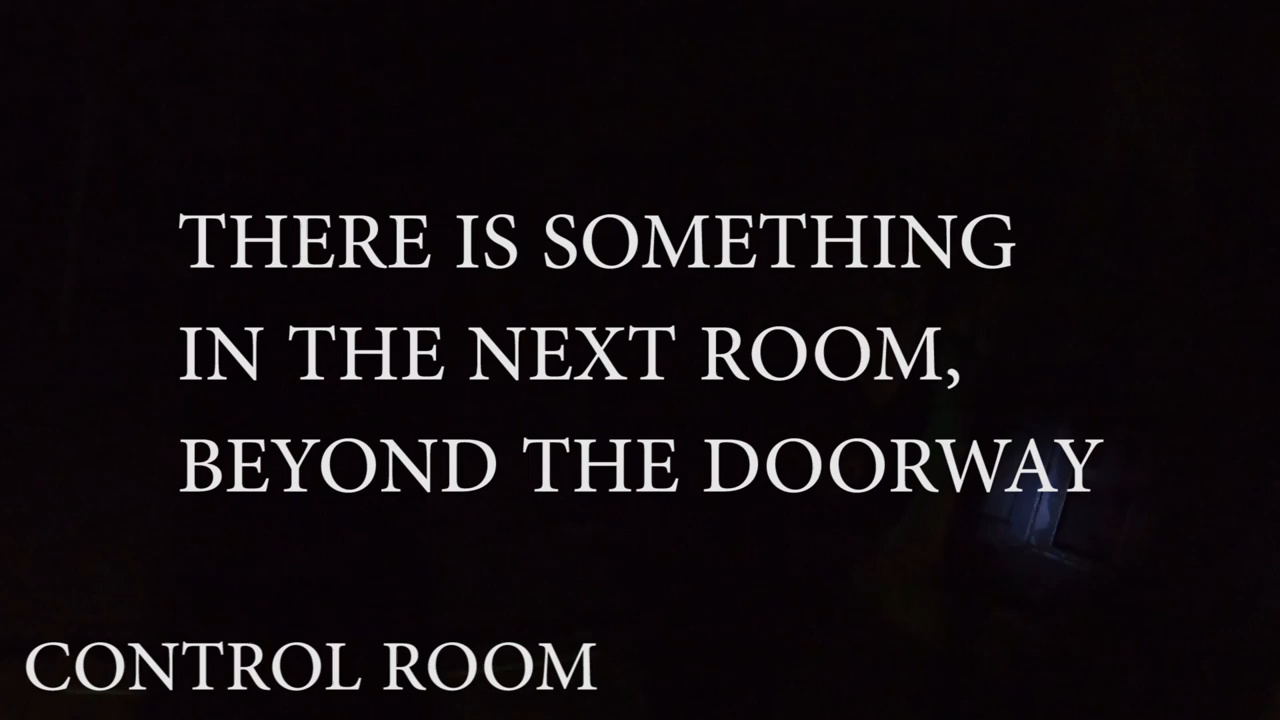 THERE IS SOMETHING
IN THE NEXT ROOM,
BEYOND THE DOORWAY
CONTROL ROOM